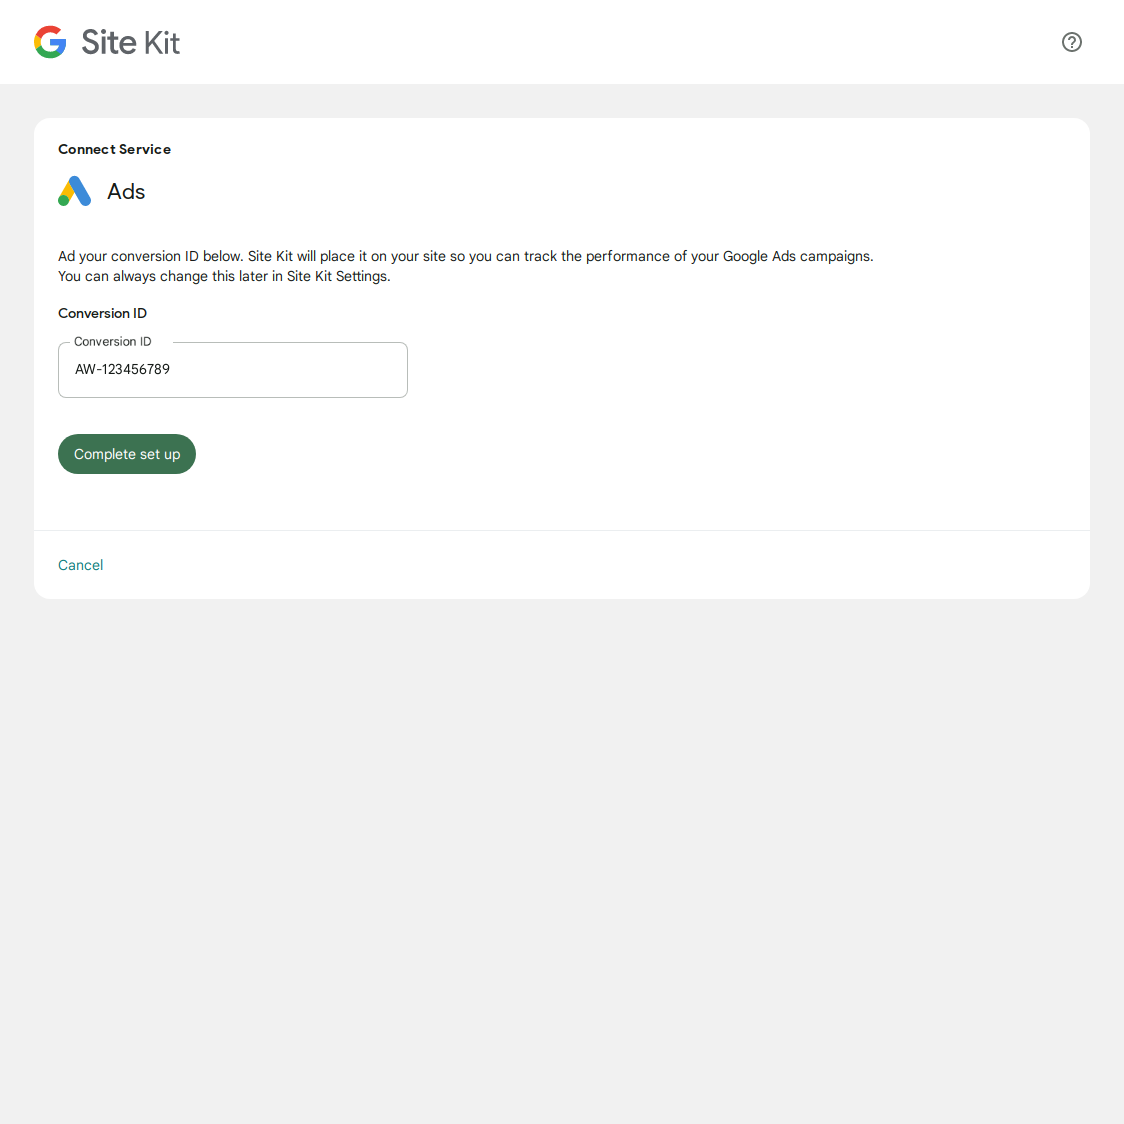 Site Kit
Connect Service
Ads
Ad your conversion ID below. Site Kit will place it on your site so you can track the performance of your Google Ads campaigns.
You can always change this later in Site Kit Settings.
Conversion ID
Conversion ID
AW-123456789
Complete set up
Cancel